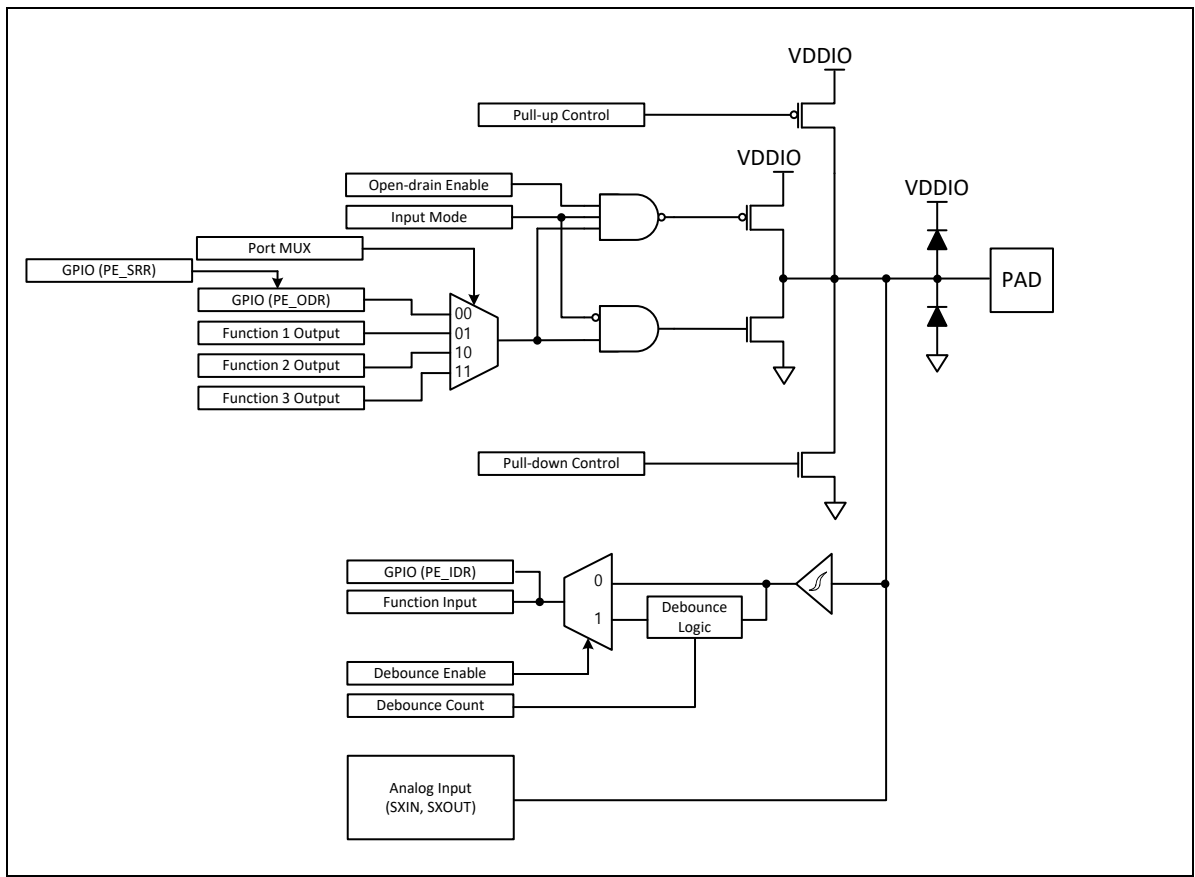 VDDIO
Pull-up Control
VDDIO
Open-drain Enable
VDDIO
Input Mode
Port MUX
GPIO (PE_SRR)
PAD
GPIO (PE_ODR)
00
Function 1 Output
01
10
Function 2 Output
11
Function 3 Output
Pull-down Control
GPIO (PE_IDR)
0
Function Input
1
Debounce
Logic
Debounce Enable
Debounce Count
Analog Input
(SXIN, SXOUT)